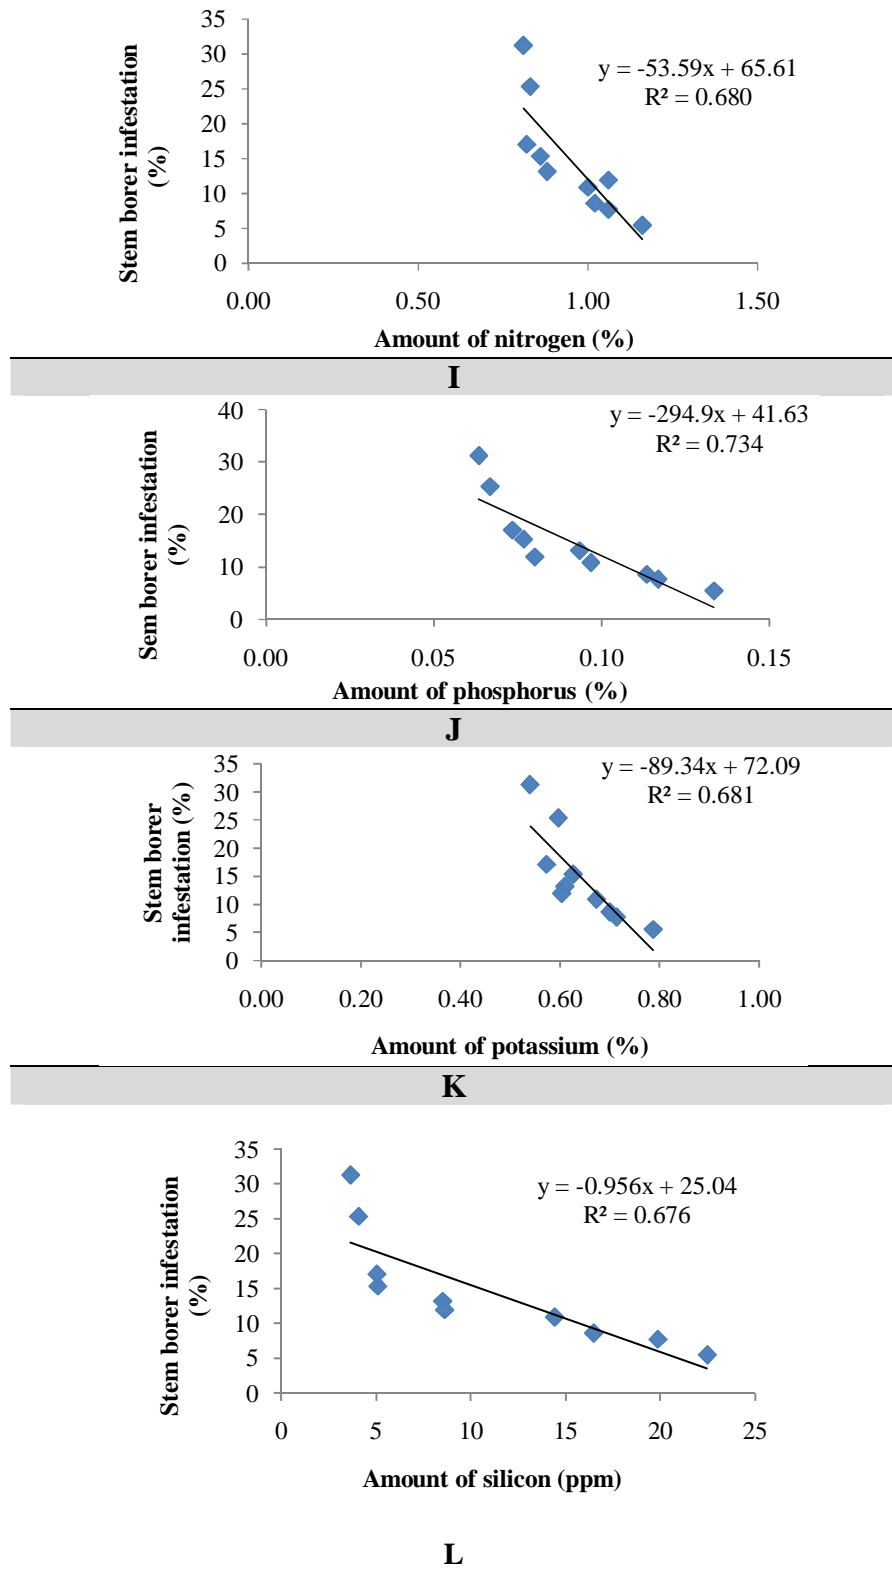 35
30
25
20
15
10
5
0
Stem borer infestation
(%)
y = -53.59x + 65.61
R² = 0.680
0.00 0.50 1.00 1.50
Amount of nitrogen (%)
I
40
30
20
10
0
Sem borer infestation
(%)
y = -294.9x + 41.63
R² = 0.734
0.00 0.05 0.10 0.15
Amount of phosphorus (%)
J
35
30
25
20
15
10
5
0
Stem borer
infestation (%)
y = -89.34x + 72.09
R² = 0.681
0.00 0.20 0.40 0.60 0.80 1.00
Amount of potassium (%)
K
35
30
25
20
15
10
5
0
Stem borer infestation
(%)
y = -0.956x + 25.04
R² = 0.676
0 5 10 15 20 25
Amount of silicon (ppm)
L